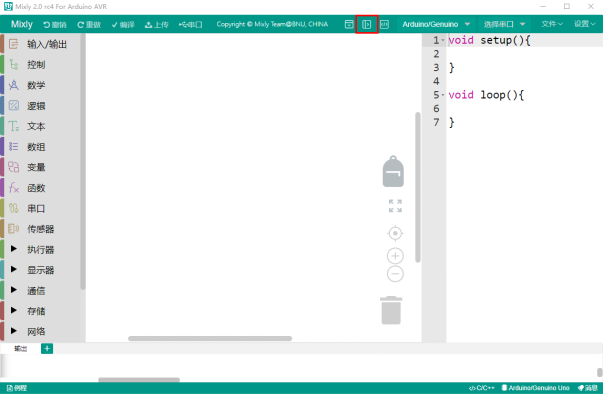 Mixly 2.0 rc4 For Arduino AVR
Mixly 撤销 重做 编译 上传 串口 Copyright © Mixly Team@BNU, CHINA Arduino/Genuino 选择串口 文件 设置
输入/输出
控制
数学
逻辑
文本
数组
变量
函数
串口
传感器
执行器
显示器
通信
存储
网络
1 void setup(){
2
3 }
4
5 void loop(){
6
7 }
输出
例程 C/C++ Arduino/Genuino Uno 消息